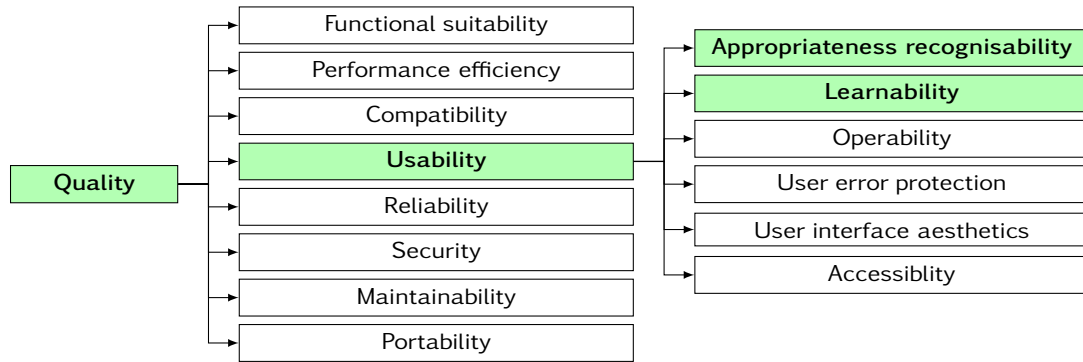 Quality
Functional suitability
Performance efficiency
Compatibility
Usability
Reliability
Security
Maintainability
Portability
Appropriateness recognisability
Learnability
Operability
User error protection
User interface aesthetics
Accessiblity